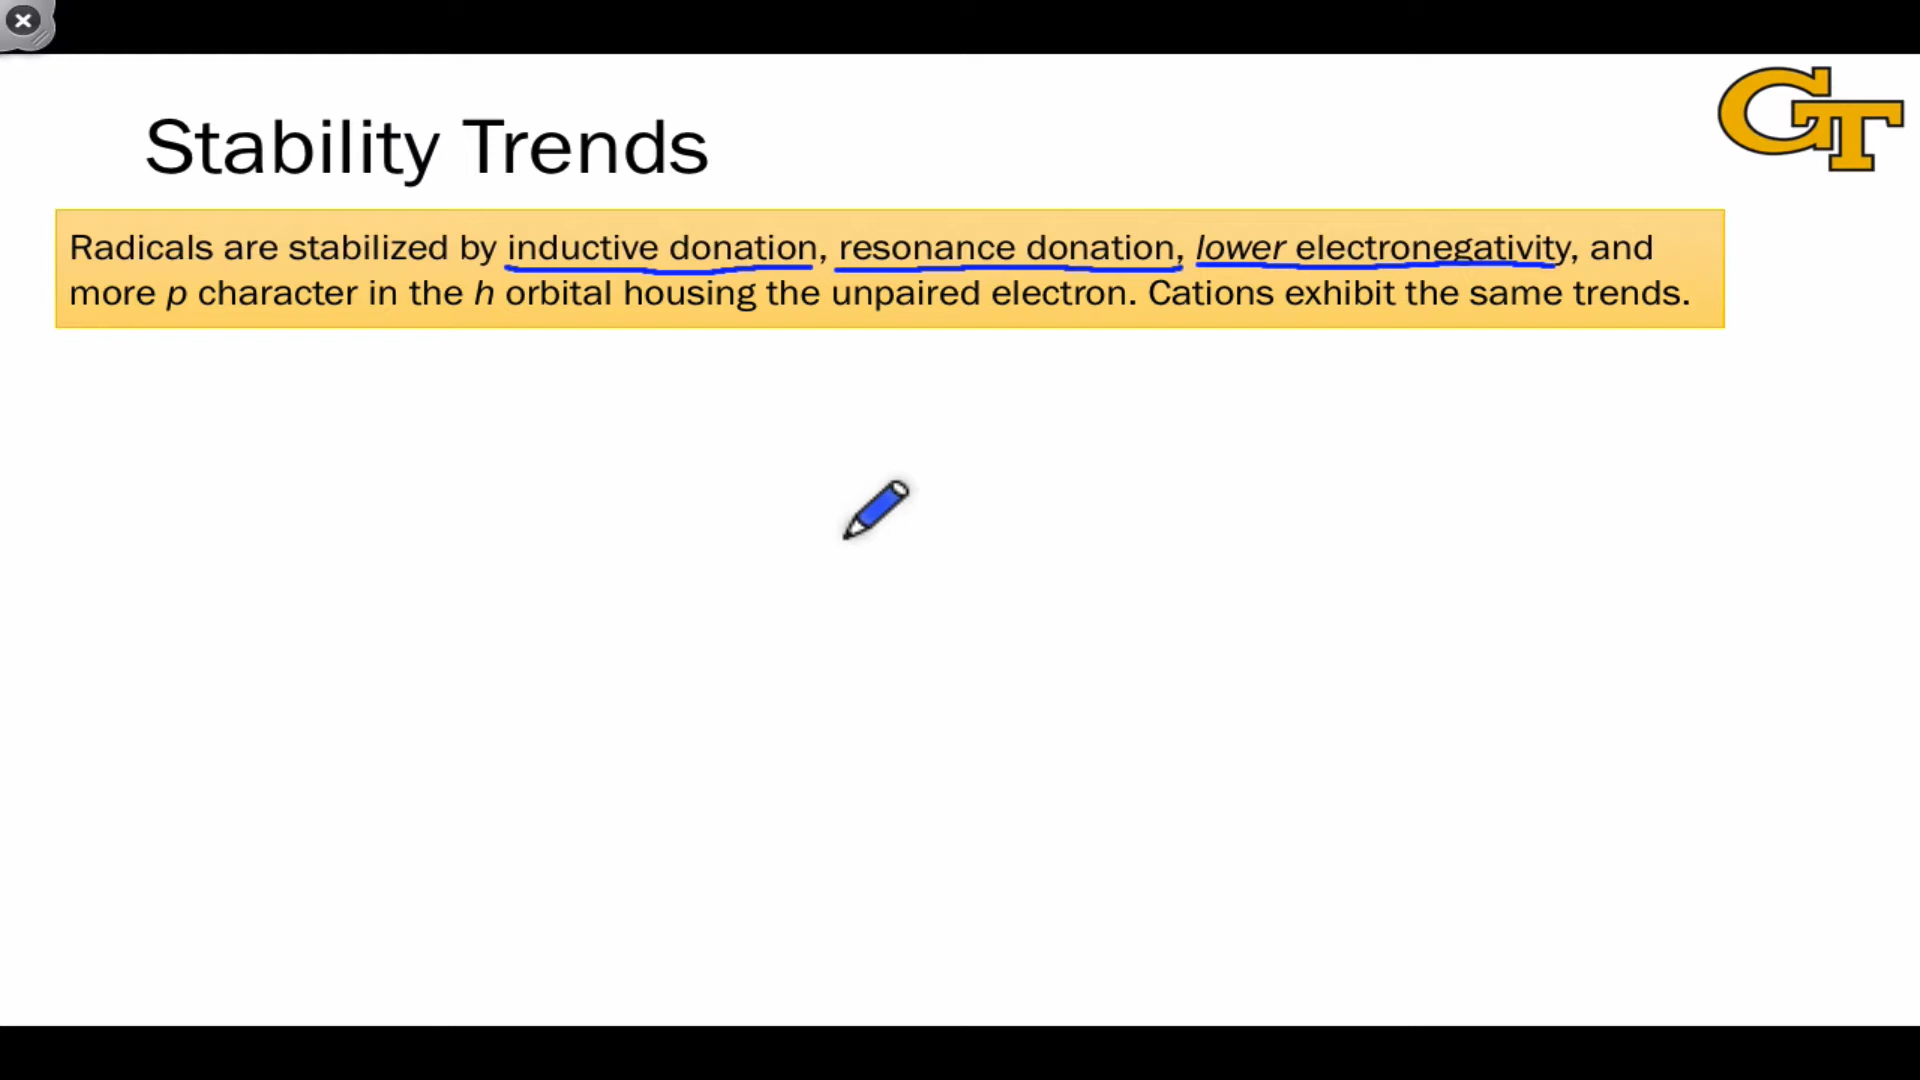 GT
Stability Trends
Radicals are stabilized by inductive donation, resonance donation, lower electronegativity, and
more p character in the h orbital housing the unpaired electron. Cations exhibit the same trends.